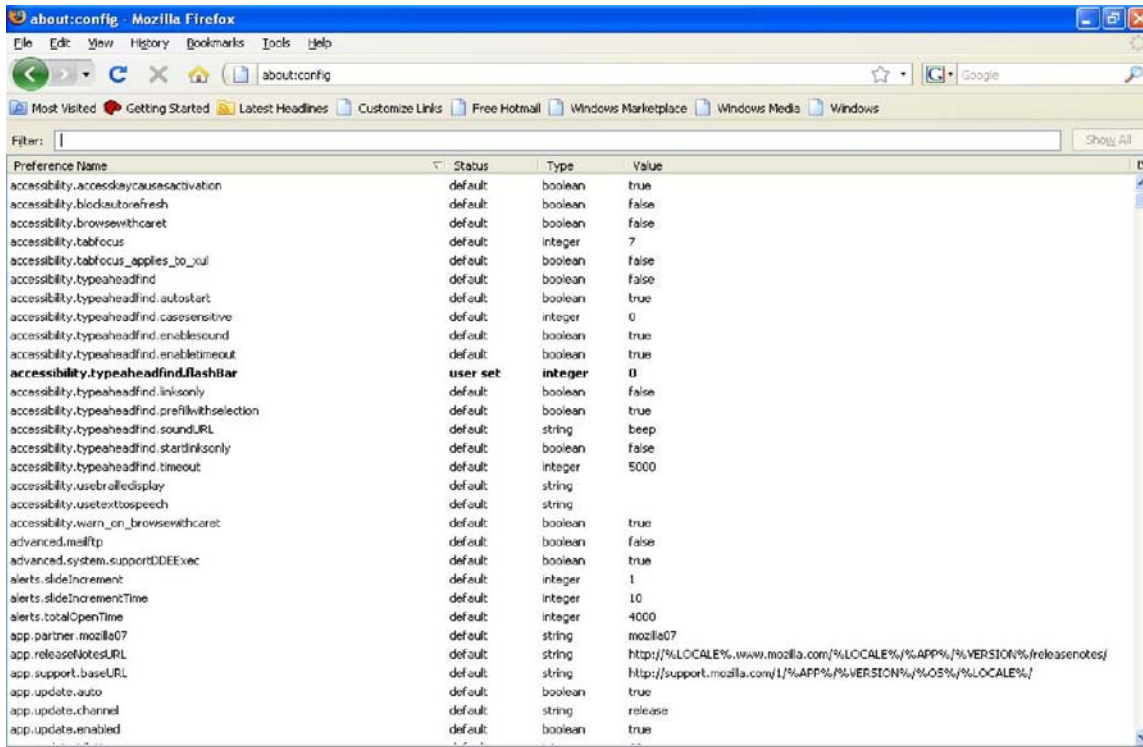 about:config - Mozilla Firefox
File Edit View History Bookmarks Tools Help
about:config Google
Most Visited Getting Started Latest Headlines Customize Links Free Hotmail Windows Marketplace Windows Media Windows
Filter: Show All
Preference Name Status Type Value
accessibility.accesskeycausesactivation default boolean true
accessibility.blockautorefresh default boolean false
accessibility.browsewithcaret default boolean false
accessibility.tabfocus default integer 7
accessibility.tabfocus_applies_to_xul default boolean false
accessibility.typeaheadfind default boolean false
accessibility.typeaheadfind.autostart default boolean true
accessibility.typeaheadfind.casesensitive default integer 0
accessibility.typeaheadfind.enablesound default boolean true
accessibility.typeaheadfind.enabletimeout default boolean true
accessibility.typeaheadfind.flashBar user set integer 0
accessibility.typeaheadfind.linksonly default boolean false
accessibility.typeaheadfind.prefillwithselection default boolean true
accessibility.typeaheadfind.soundURL default string beep
accessibility.typeaheadfind.startlinksonly default boolean false
accessibility.typeaheadfind.timeout default integer 5000
accessibility.usebrailledisplay default string
accessibility.usetexttospeech default string
accessibility.warn_on_browsewithcaret default boolean true
advanced.mailftp default boolean false
advanced.system.supportDDEExec default boolean true
alerts.slideIncrement default integer 1
alerts.slideIncrementTime default integer 10
alerts.totalOpenTime default integer 4000
app.partner.mozilla07 default string mozilla07
app.releaseNotesURL default string http://%LOCALE%.www.mozilla.com/%LOCALE%/%APP%/%VERSION%/releasenotes/
app.support.baseURL default string http://support.mozilla.com/1/%APP%/%VERSION%/%OS%/%LOCALE%/
app.update.auto default boolean true
app.update.channel default string release
app.update.enabled default boolean true